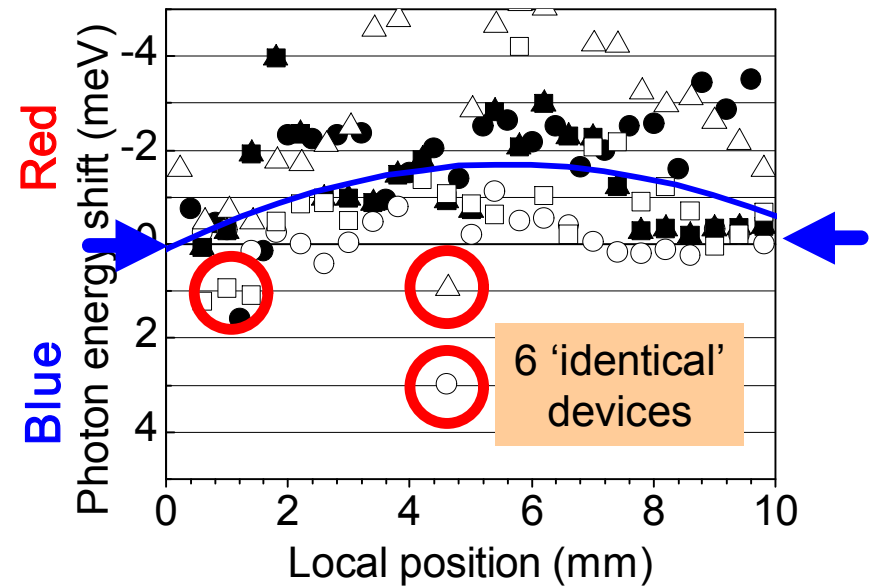 Red
Blue
Photon energy shift (meV)
-4
-2
0
2
4
6 'identical'
devices
0
2
4
6
8
10
Local position (mm)